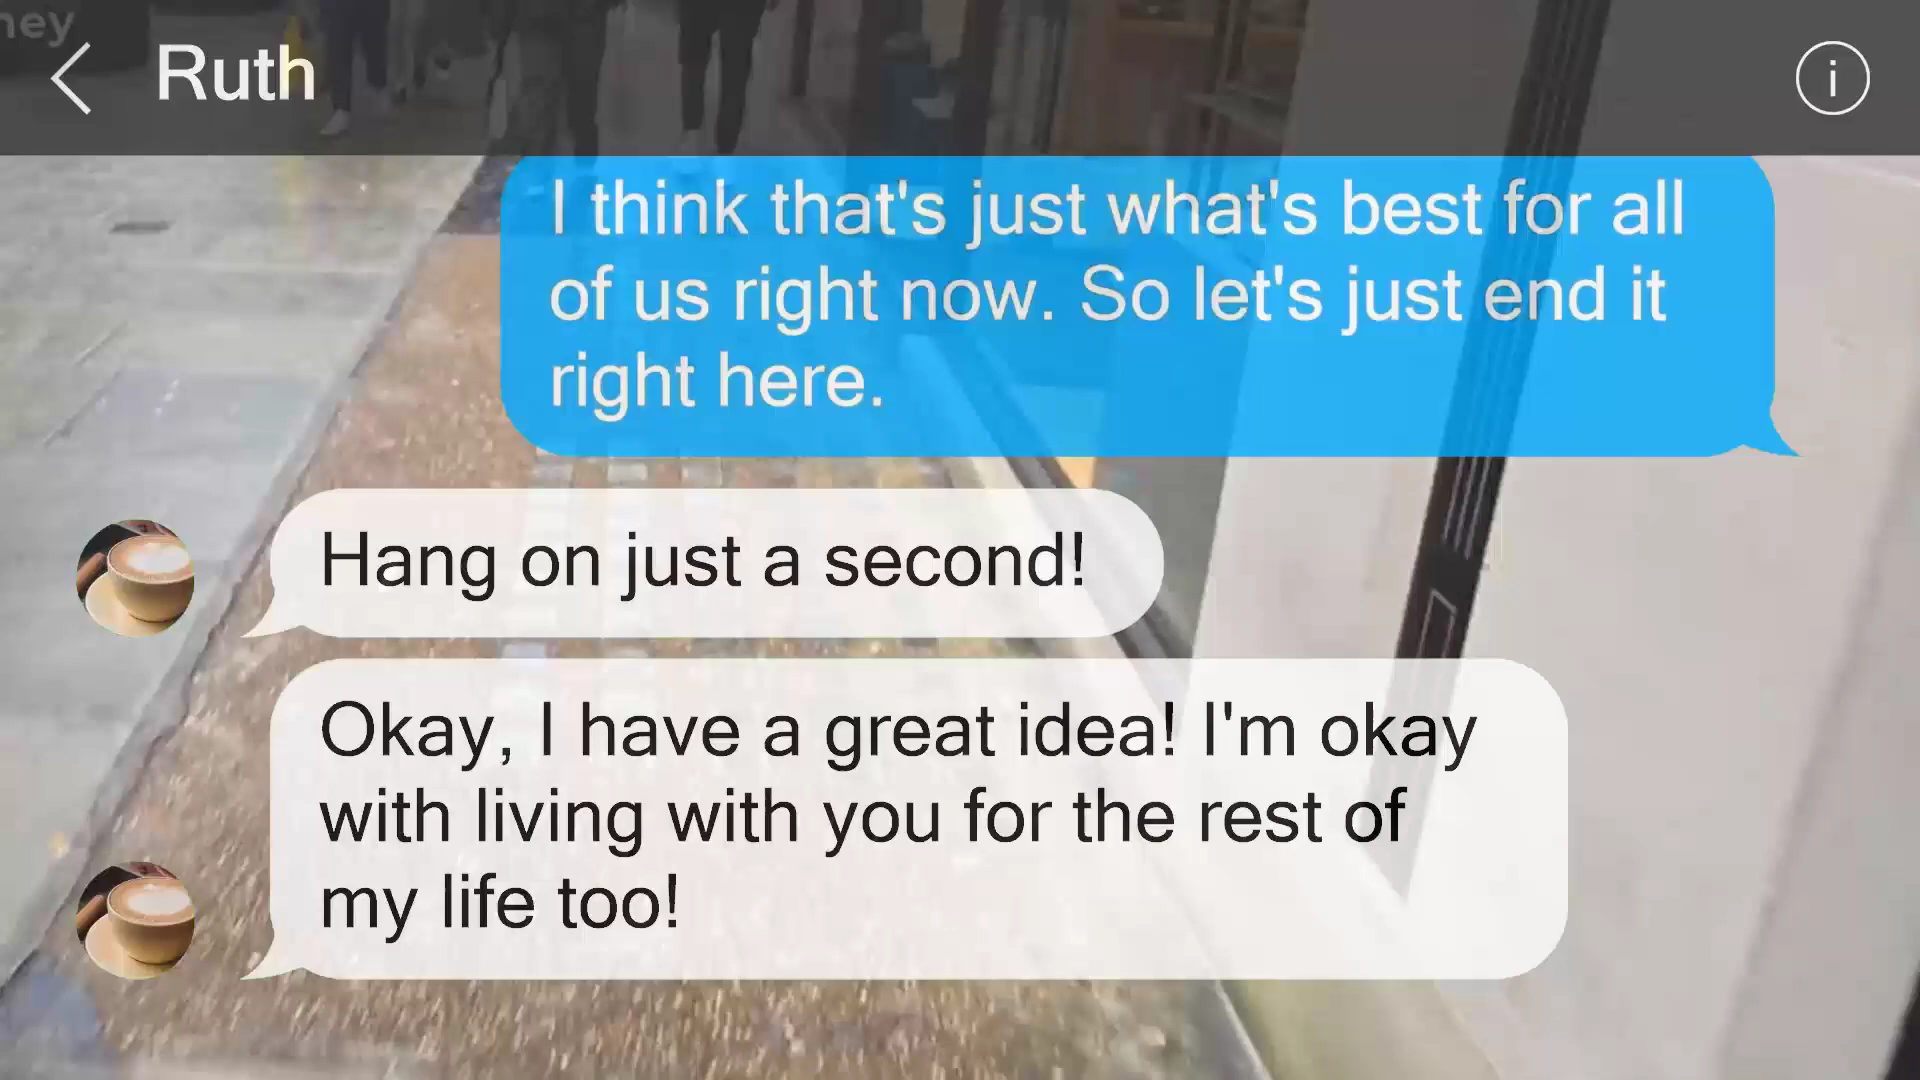 Ruth
I think that's just what's best for all
of us right now. So let's just end it
right here.
Hang on just a second!
Okay, I have a great idea! I'm okay
with living with you for the rest of
my life too!